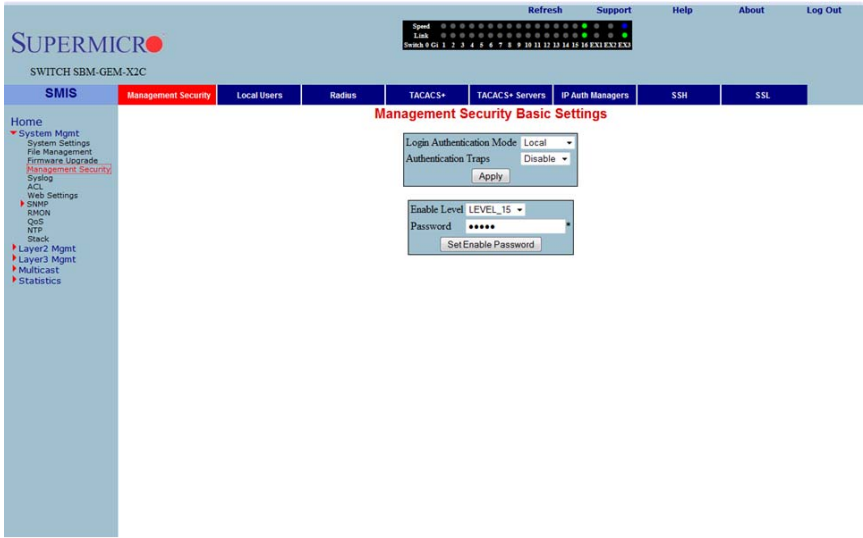 Refresh Support Help About Log Out
SUPERMICRO
Speed
Link
Switch 0 Gi 1 2 3 4 5 6 7 8 9 10 11 12 13 14 15 16 EX1 EX2 EX3
SWITCH SBM-GEM-X2C
SMIS Management Security Local Users Radius TACACS+ TACACS+ Servers IP Auth Managers SSH SSL
Management Security Basic Settings
Home
System Mgmt
System Settings
File Management
Firmware Upgrade
Management Security
Syslog
ACL
Web Settings
SNMP
RMON
QoS
NTP
Stack
Layer2 Mgmt
Layer3 Mgmt
Multicast
Statistics
Login Authentication Mode Local
Authentication Traps Disable
Apply
Enable Level LEVEL_15
Password ••••• *
Set Enable Password